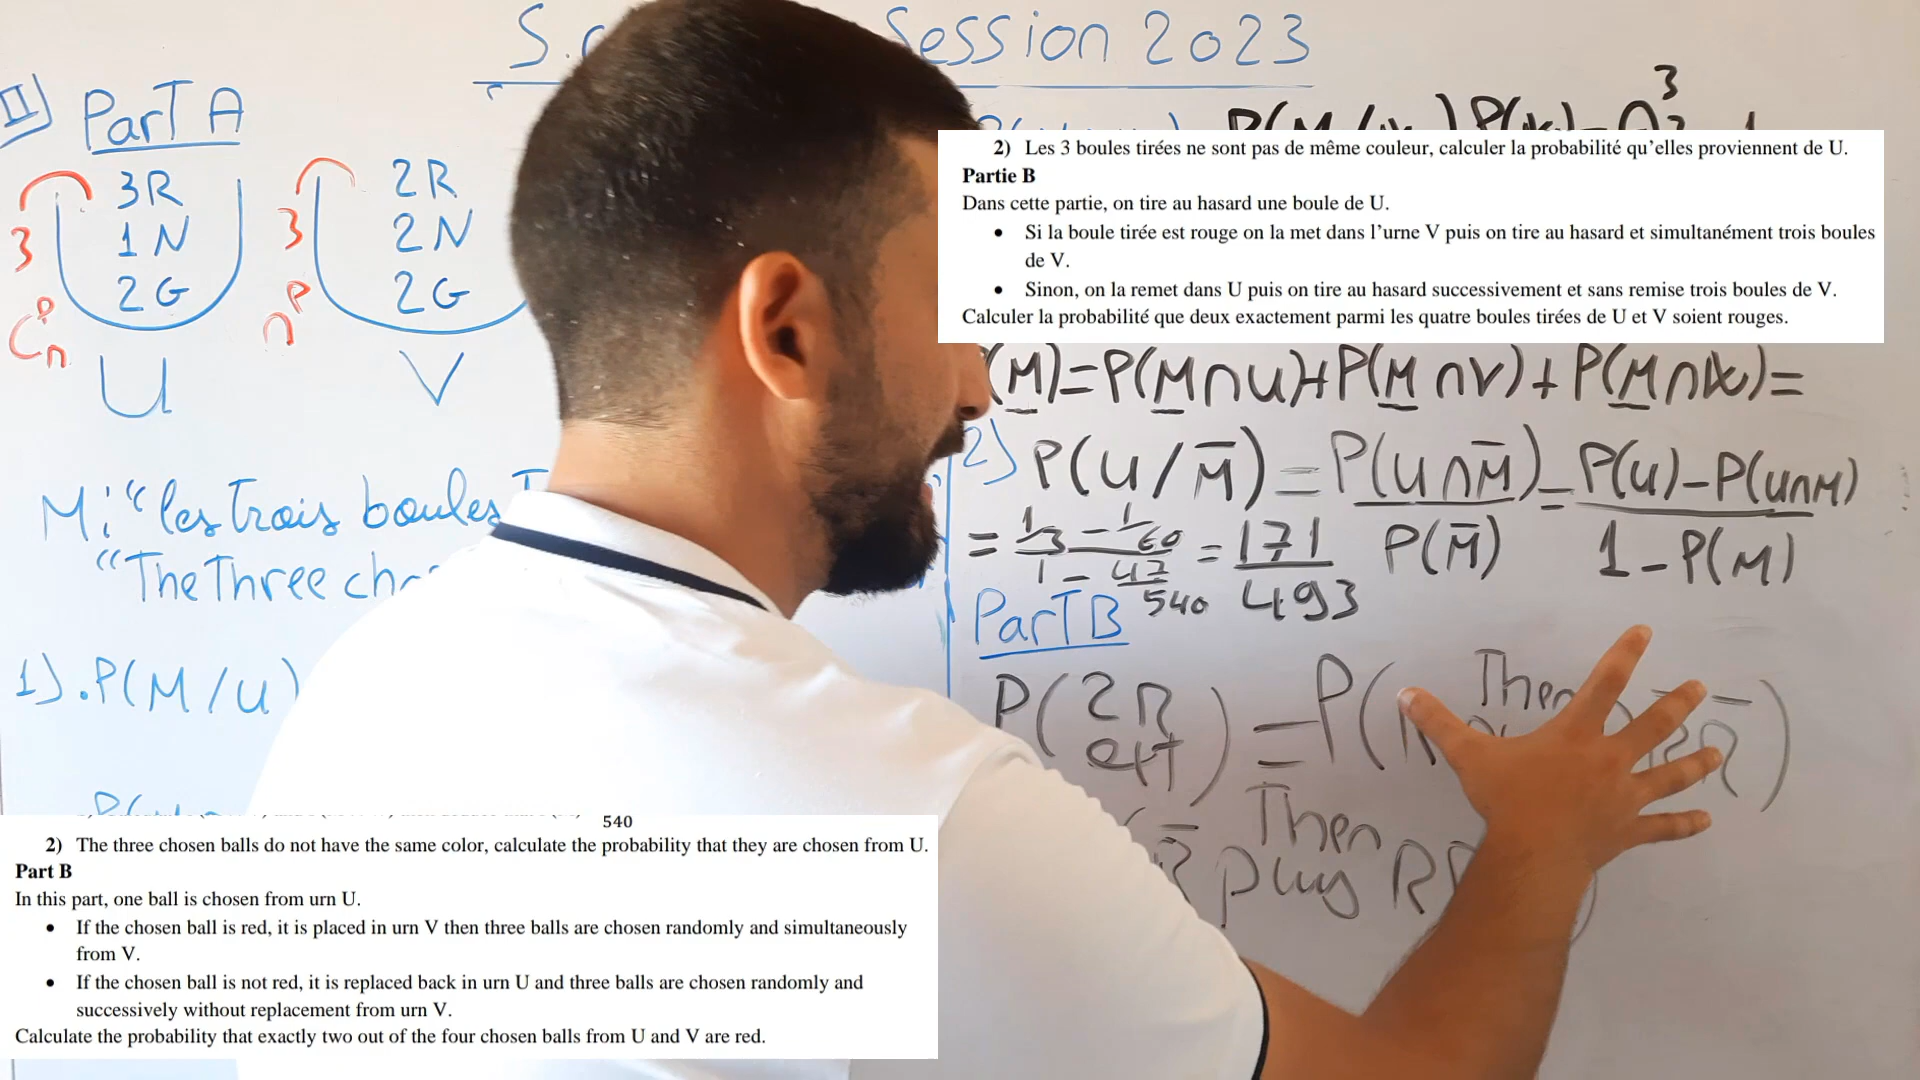 Session 2023
II) Part A
3R
1N
2G
3
U
2R
2N
2G
3
V
M: "les trois boules
"The Three
1). P(M/U)
2) Les 3 boules tirées ne sont pas de même couleur, calculer la probabilité qu'elles proviennent de U.
Partie B
Dans cette partie, on tire au hasard une boule de U.
• Si la boule tirée est rouge on la met dans l'urne V puis on tire au hasard et simultanément trois boules
de V.
• Sinon, on la remet dans U puis on tire au hasard successivement et sans remise trois boules de V.
Calculer la probabilité que deux exactement parmi les quatre boules tirées de U et V soient rouges.
(M)=P(M∩U)+P(M∩V)+P(M∩W)=
2) P(U/M̅) = P(U∩M̅)/P(M̅) = P(U)-P(U∩M)/1-P(M)
= 1/3 - 1/60 / 1 - 47/540 = 171/493
Part B
P(2R ext) = P(
Then
Then
plus
540
2) The three chosen balls do not have the same color, calculate the probability that they are chosen from U.
Part B
In this part, one ball is chosen from urn U.
• If the chosen ball is red, it is placed in urn V then three balls are chosen randomly and simultaneously
from V.
• If the chosen ball is not red, it is replaced back in urn U and three balls are chosen randomly and
successively without replacement from urn V.
Calculate the probability that exactly two out of the four chosen balls from U and V are red.